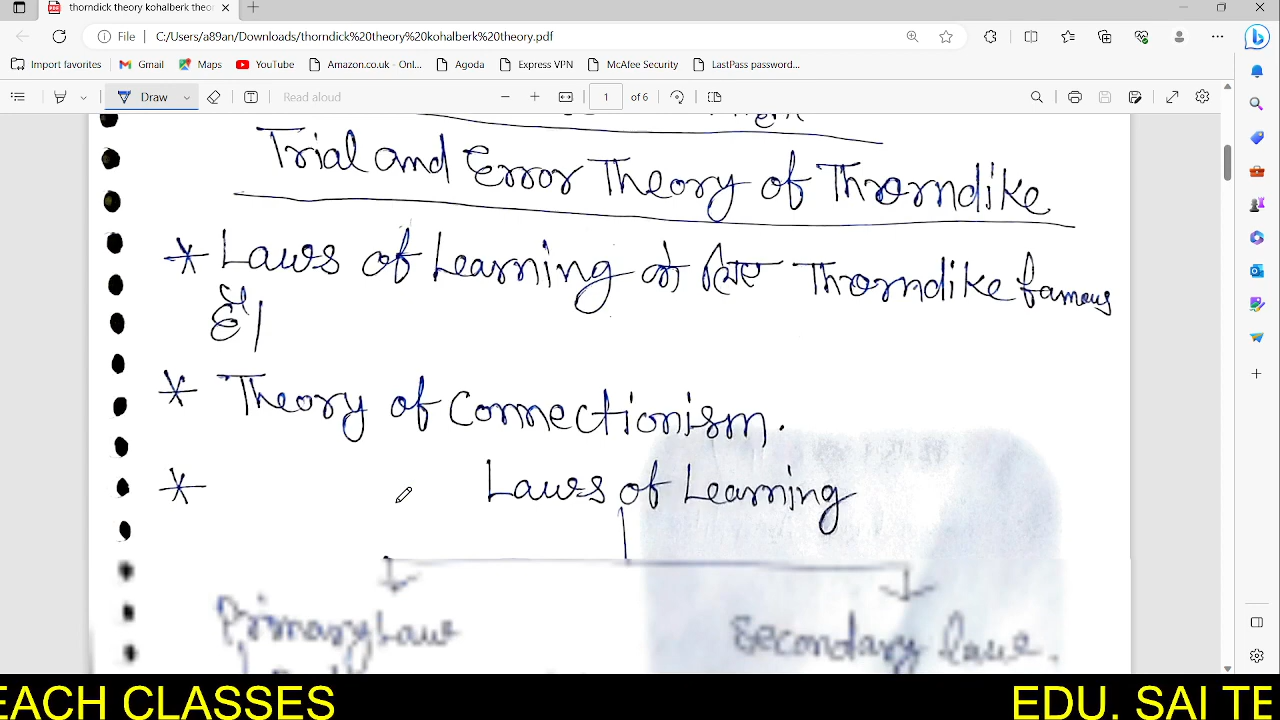 thorndick theory kohalberk theo
File C:/Users/a89an/Downloads/thorndick%20theory%20kohalberk%20theory.pdf
Import favorites Gmail Maps YouTube Amazon.co.uk - Onl... Agoda Express VPN McAfee Security LastPass password...
Draw Read aloud 1 of 6
Trial and Error Theory of Throrndike
* Laws of Learning के लिए Thorndike famous
है।
* Theory of Connectionism.
* Laws of Learning
Primary Law Secondary law.
EACH CLASSES EDU. SAI TE